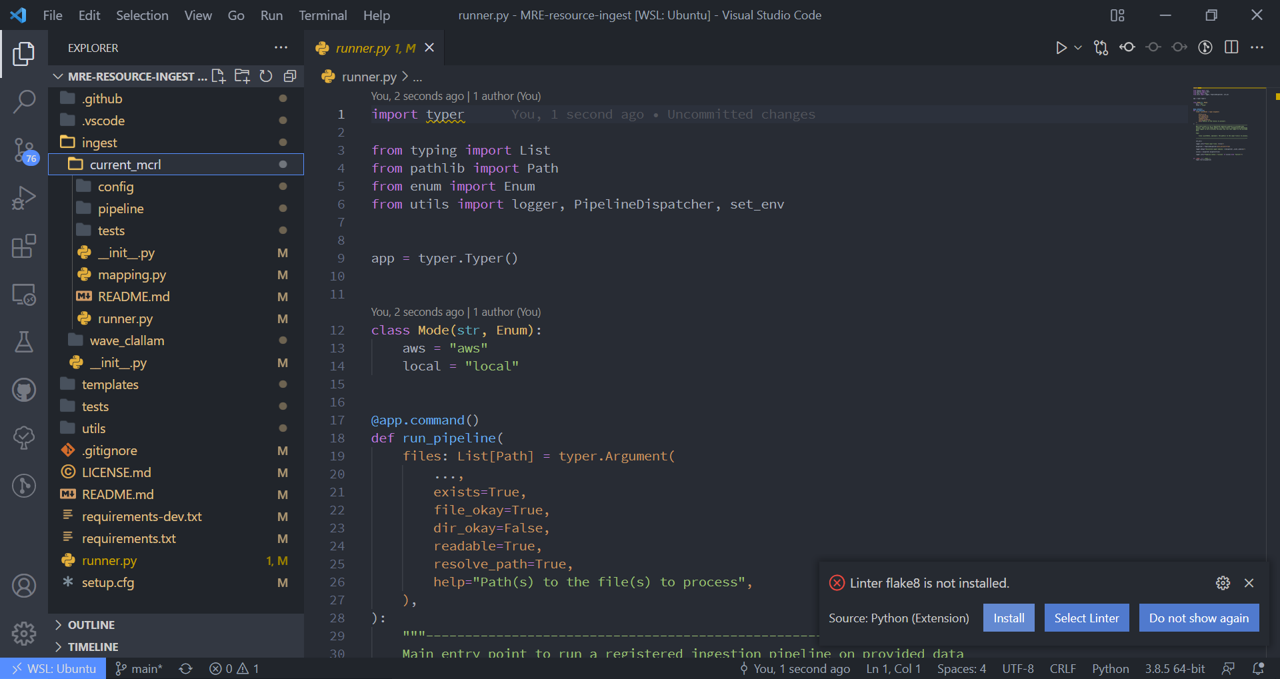 File Edit Selection View Go Run Terminal Help runner.py - MRE-resource-ingest [WSL: Ubuntu] - Visual Studio Code
EXPLORER
MRE-RESOURCE-INGEST ...
.github
.vscode
ingest
current_mcrl
config
pipeline
tests
__init__.py M
mapping.py M
README.md M
runner.py M
wave_clallam
__init__.py M
templates
tests
utils
.gitignore M
LICENSE.md M
README.md M
requirements-dev.txt M
requirements.txt M
runner.py 1, M
setup.cfg M
OUTLINE
TIMELINE
76
runner.py 1, M
runner.py > ...
You, 2 seconds ago | 1 author (You)
1 import typer You, 1 second ago • Uncommitted changes
2
3 from typing import List
4 from pathlib import Path
5 from enum import Enum
6 from utils import logger, PipelineDispatcher, set_env
7
8
9 app = typer.Typer()
10
11
You, 2 seconds ago | 1 author (You)
12 class Mode(str, Enum):
13 aws = "aws"
14 local = "local"
15
16
17 @app.command()
18 def run_pipeline(
19 files: List[Path] = typer.Argument(
20 ...,
21 exists=True,
22 file_okay=True,
23 dir_okay=False,
24 readable=True,
25 resolve_path=True,
26 help="Path(s) to the file(s) to process",
27 ),
28 ):
29 """--------------------------------------------------
30 Main entry point to run a registered ingestion pipeline on provided data
Linter flake8 is not installed.
Source: Python (Extension) Install Select Linter Do not show again
WSL: Ubuntu main* 0 1 You, 1 second ago Ln 1, Col 1 Spaces: 4 UTF-8 CRLF Python 3.8.5 64-bit